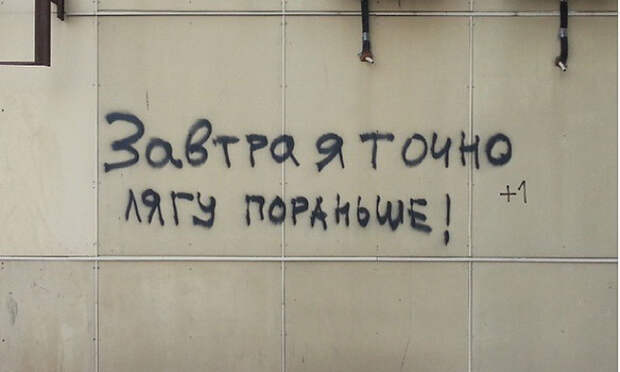 Завтра я точно
лягу пораньше!
+1